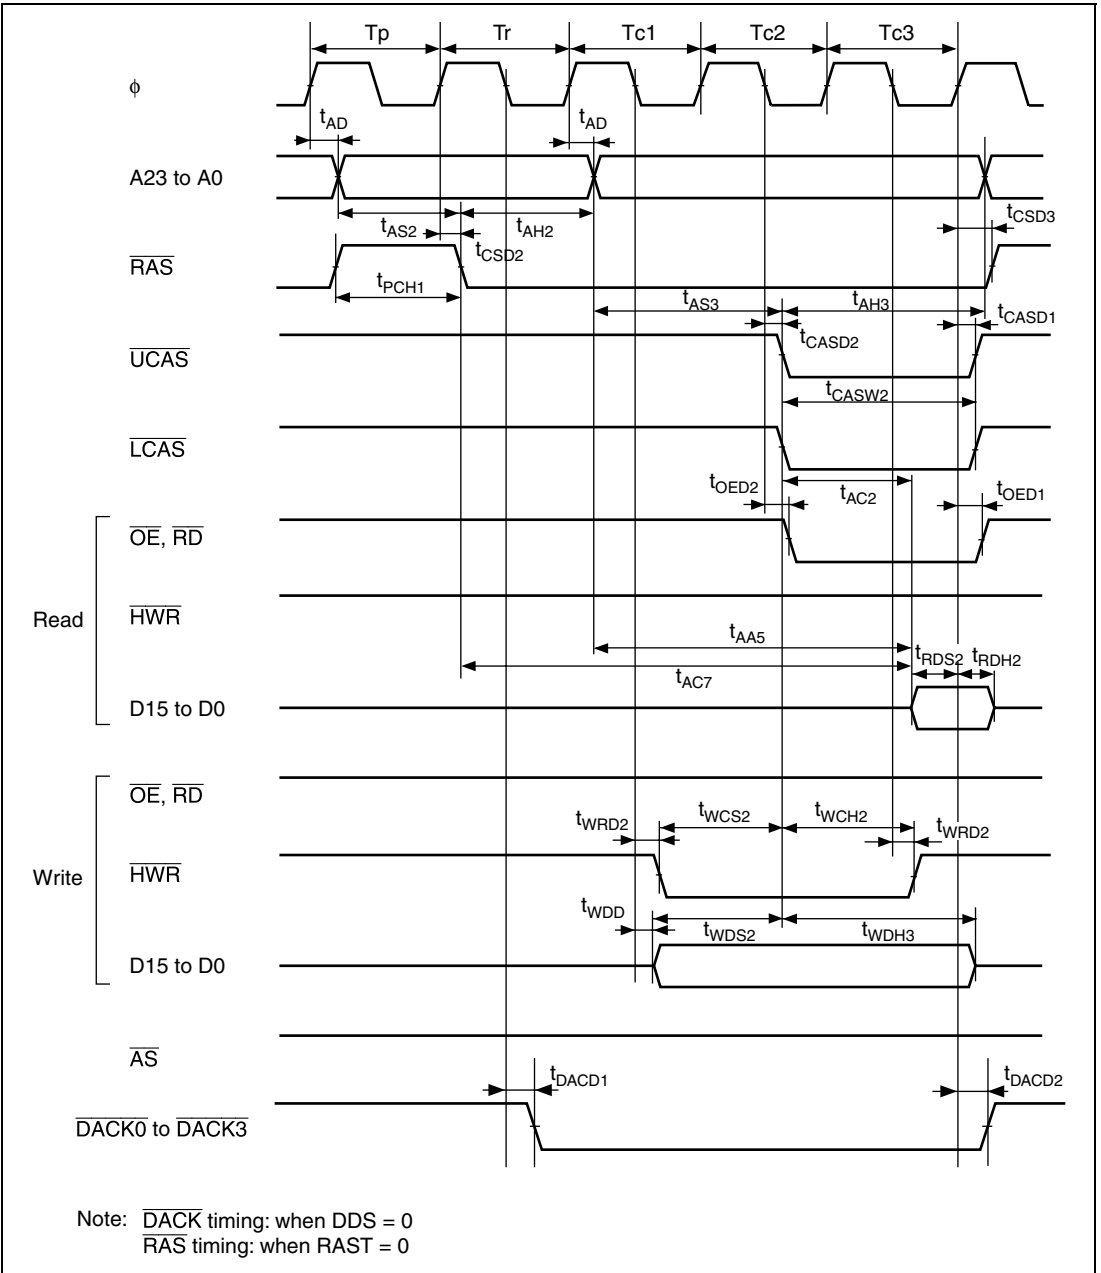 Tp Tr Tc1 Tc2 Tc3
ϕ
tAD tAD
A23 to A0
tAS2 tAH2 tCSD3
tCSD2
RAS
tPCH1
tAS3 tAH3 tCASD1
tCASD2
UCAS
tCASW2
LCAS
tOED2 tAC2 tOED1
Read
OE, RD
HWR
tAA5
tRDS2 tRDH2
tAC7
D15 to D0
Write
OE, RD
tWRD2 tWCS2 tWCH2 tWRD2
HWR
tWDD
tWDS2 tWDH3
D15 to D0
AS
tDACD1 tDACD2
DACK0 to DACK3
Note: DACK timing: when DDS = 0
RAS timing: when RAST = 0